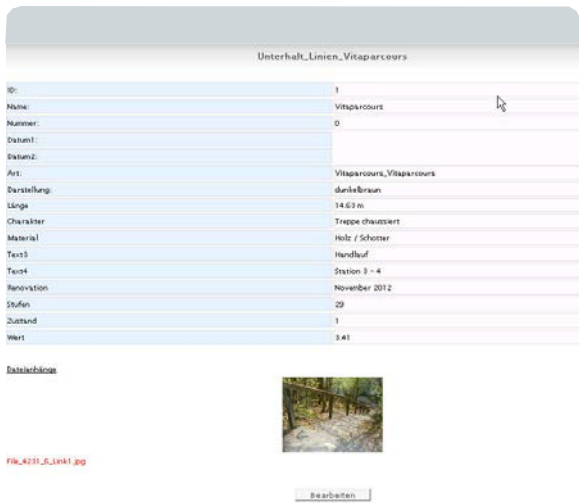 Unterhalt_Linien_Vitaparcours
ID: 1
Name: Vitaparcours
Nummer: 0
Datum1:
Datum2:
Art: Vitaparcours_Vitaparcours
Darstellung: dunkelbraun
Länge 14.63 m
Charakter Treppe chaussiert
Material Holz / Schotter
Text3 Handlauf
Text4 Station 3 - 4
Renovation November 2012
Stufen 29
Zustand 1
Wert 3.41
Dateianhänge
File_4231_6_Link1.jpg
Bearbeiten